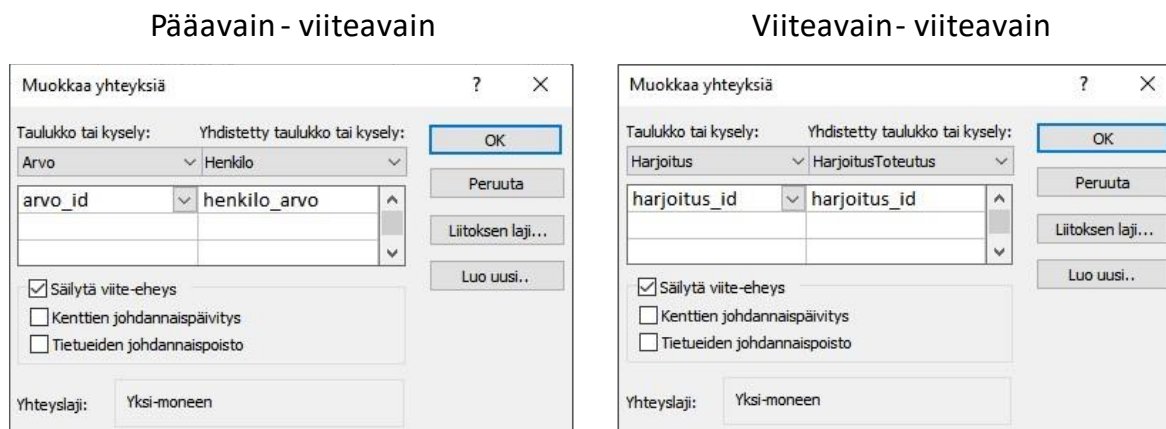 Pääavain - viiteavain
Muokkaa yhteyksiä ? ×
Taulukko tai kysely: Yhdistetty taulukko tai kysely:
Arvo Henkilo
arvo_id henkilo_arvo
OK
Peruuta
Liitoksen laji...
Luo uusi..
Säilytä viite-eheys
Kenttien johdannaispäivitys
Tietueiden johdannaispoisto
Yhteyslaji: Yksi-moneen
Viiteavain- viiteavain
Muokkaa yhteyksiä ? ×
Taulukko tai kysely: Yhdistetty taulukko tai kysely:
Harjoitus HarjoitusToteutus
harjoitus_id harjoitus_id
OK
Peruuta
Liitoksen laji...
Luo uusi..
Säilytä viite-eheys
Kenttien johdannaispäivitys
Tietueiden johdannaispoisto
Yhteyslaji: Yksi-moneen